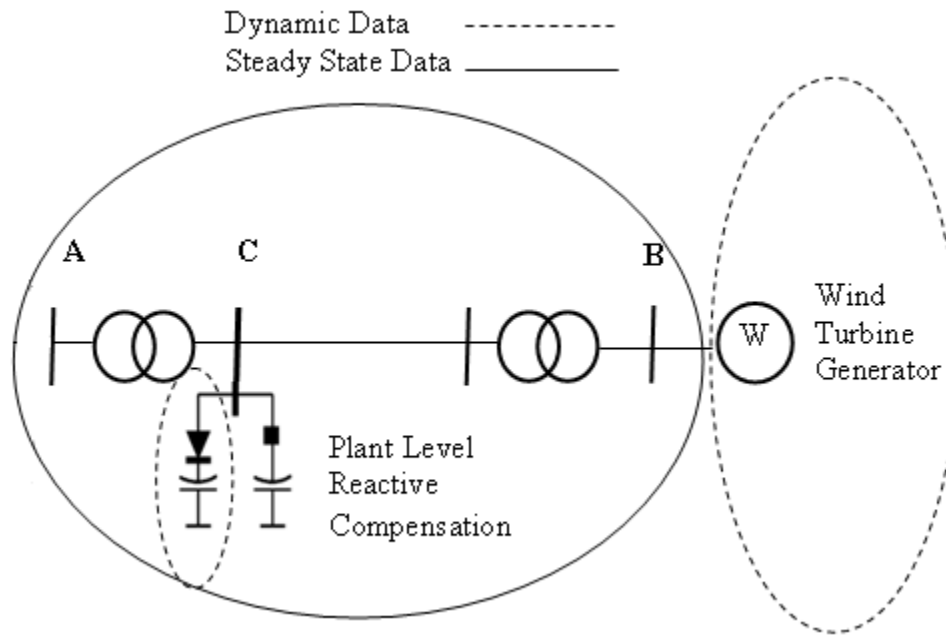 Dynamic Data
Steady State Data
A
C
B
W
Wind
Turbine
Generator
Plant Level
Reactive
Compensation